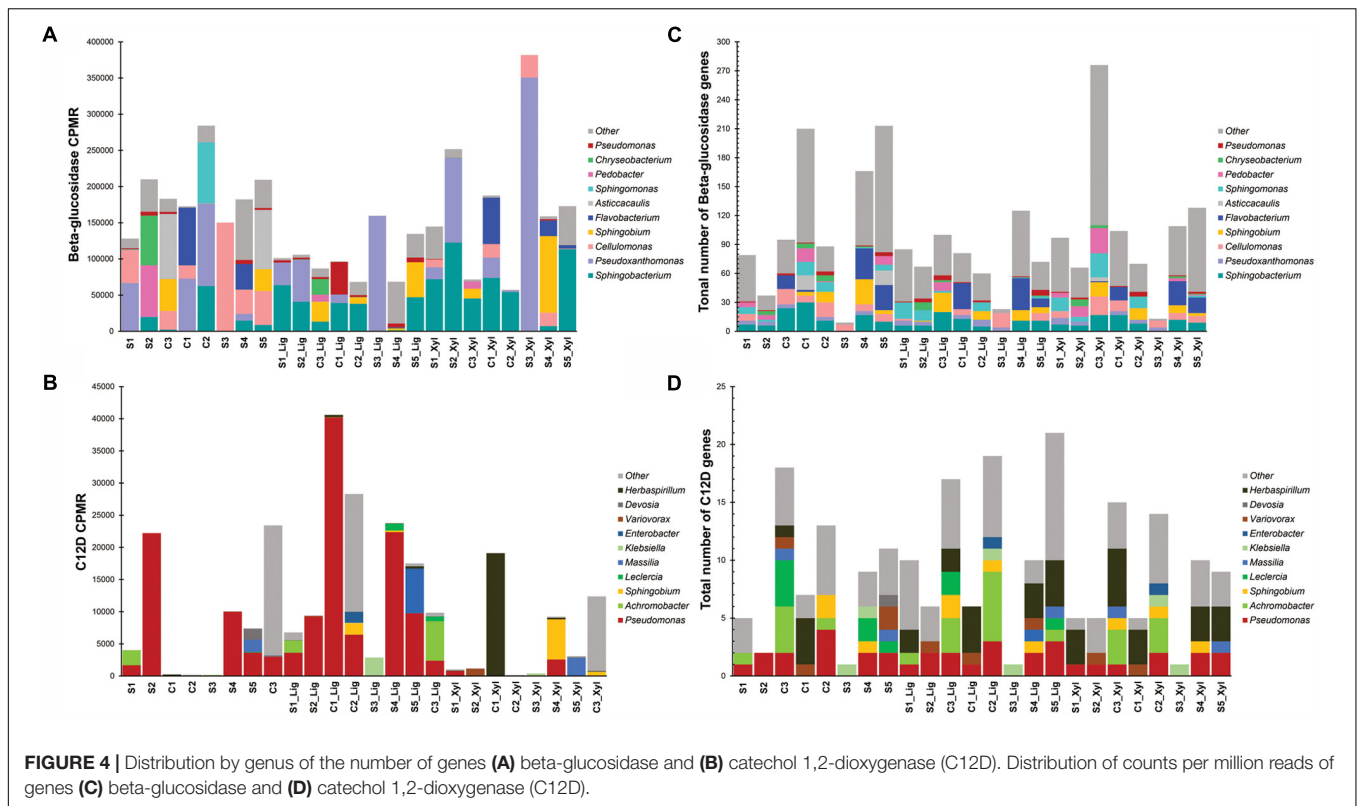 A
Beta-glucosidase CPMR
400000
350000
300000
250000
200000
150000
100000
50000
0
S1 S2 C3 C1 C2 S3 S4 S5 S1_Lig S2_Lig C3_Lig C1_Lig C2_Lig S3_Lig S4_Lig S5_Lig S1_Xyl S2_Xyl C3_Xyl C1_Xyl C2_Xyl S3_Xyl S4_Xyl S5_Xyl
Other
Pseudomonas
Chryseobacterium
Pedobacter
Sphingomonas
Asticcacaulis
Flavobacterium
Sphingobium
Cellulomonas
Pseudoxanthomonas
Sphingobacterium
C
Tonal number of Beta-glucosidase genes
300
270
240
210
180
150
120
90
60
30
0
S1 S2 C3 C1 C2 S3 S4 S5 S1_Lig S2_Lig C3_Lig C1_Lig C2_Lig S3_Lig S4_Lig S5_Lig S1_Xyl S2_Xyl C3_Xyl C1_Xyl C2_Xyl S3_Xyl S4_Xyl S5_Xyl
Other
Pseudomonas
Chryseobacterium
Pedobacter
Sphingomonas
Asticcacaulis
Flavobacterium
Sphingobium
Cellulomonas
Pseudoxanthomonas
Sphingobacterium
B
C12D CPMR
45000
40000
35000
30000
25000
20000
15000
10000
5000
0
S1 S2 C1 C2 S3 S4 S5 C3 S1_Lig S2_Lig C1_Lig C2_Lig S3_Lig S4_Lig S5_Lig C3_Lig S1_Xyl S2_Xyl C1_Xyl C2_Xyl S3_Xyl S4_Xyl S5_Xyl C3_Xyl
Other
Herbaspirillum
Devosia
Variovorax
Enterobacter
Klebsiella
Massilia
Leclercia
Sphingobium
Achromobacter
Pseudomonas
D
Total number of C12D genes
25
20
15
10
5
0
S1 S2 C3 C1 C2 S3 S4 S5 S1_Lig S2_Lig C3_Lig C1_Lig C2_Lig S3_Lig S4_Lig S5_Lig S1_Xyl S2_Xyl C3_Xyl C1_Xyl C2_Xyl S3_Xyl S4_Xyl S5_Xyl
Other
Herbaspirillum
Devosia
Variovorax
Enterobacter
Klebsiella
Massilia
Leclercia
Sphingobium
Achromobacter
Pseudomonas
FIGURE 4 | Distribution by genus of the number of genes (A) beta-glucosidase and (B) catechol 1,2-dioxygenase (C12D). Distribution of counts per million reads of
genes (C) beta-glucosidase and (D) catechol 1,2-dioxygenase (C12D).